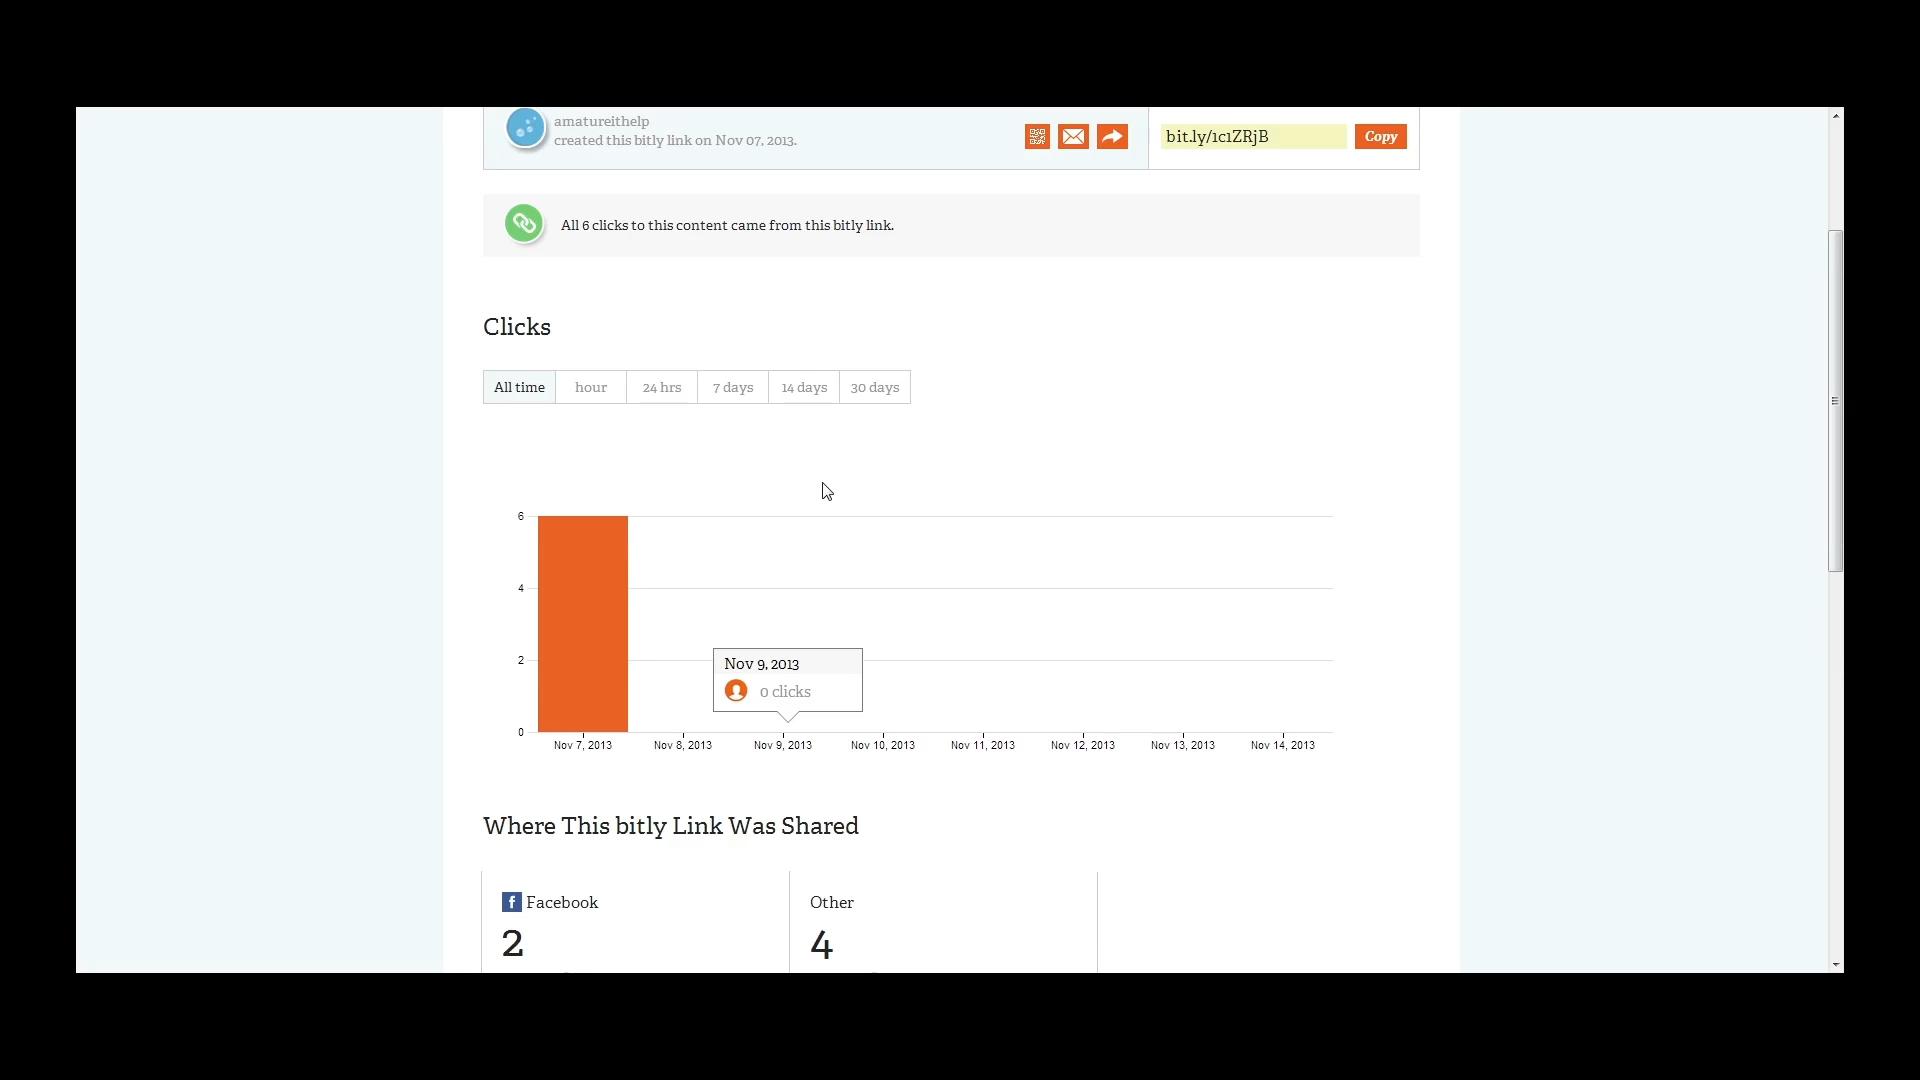 amatureithelp
created this bitly link on Nov 07, 2013.
bit.ly/1c1ZRjB
Copy
All 6 clicks to this content came from this bitly link.
Clicks
All time hour 24 hrs 7 days 14 days 30 days
6
4
2
0
Nov 9, 2013
0 clicks
Nov 7, 2013 Nov 8, 2013 Nov 9, 2013 Nov 10, 2013 Nov 11, 2013 Nov 12, 2013 Nov 13, 2013 Nov 14, 2013
Where This bitly Link Was Shared
f Facebook
2
Other
4